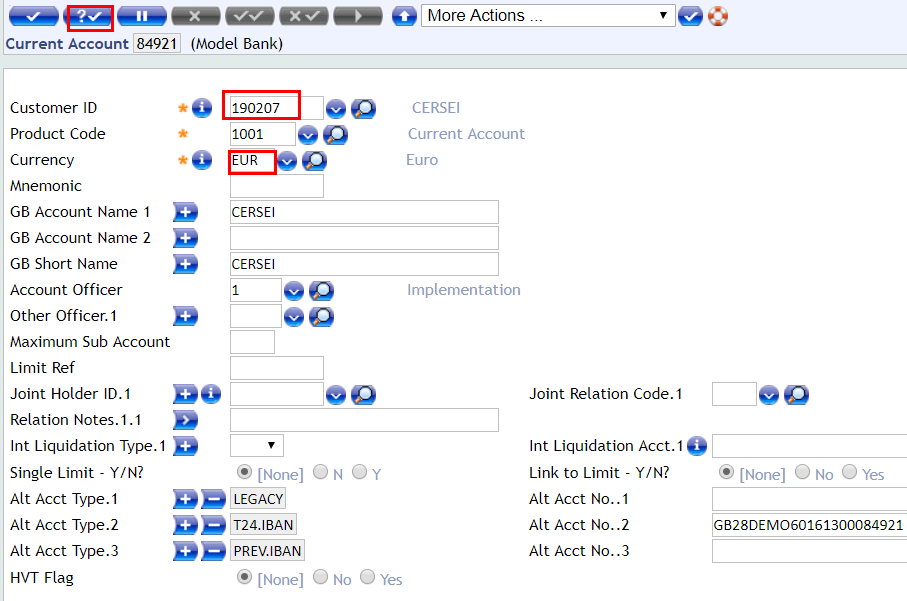 More Actions ...
Current Account 84921 (Model Bank)
Customer ID * 190207 CERSEI
Product Code * 1001 Current Account
Currency * EUR Euro
Mnemonic
GB Account Name 1 CERSEI
GB Account Name 2
GB Short Name CERSEI
Account Officer 1 Implementation
Other Officer.1
Maximum Sub Account
Limit Ref
Joint Holder ID.1 Joint Relation Code.1
Relation Notes.1.1
Int Liquidation Type.1 Int Liquidation Acct.1
Single Limit - Y/N? [None] N Y Link to Limit - Y/N? [None] No Yes
Alt Acct Type.1 LEGACY Alt Acct No..1
Alt Acct Type.2 T24.IBAN Alt Acct No..2 GB28DEMO60161300084921
Alt Acct Type.3 PREV.IBAN Alt Acct No..3
HVT Flag [None] No Yes